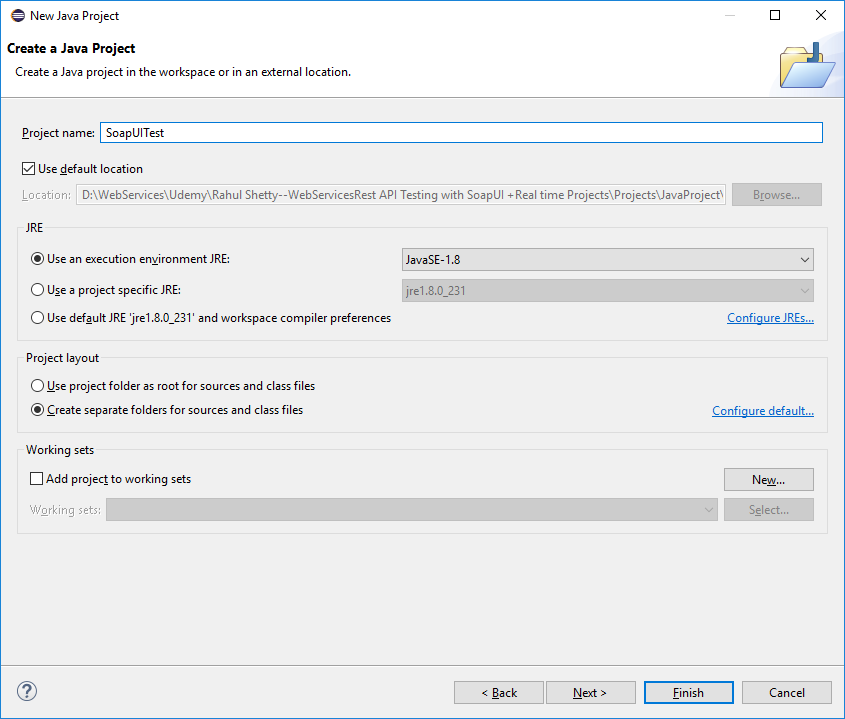 New Java Project
Create a Java Project
Create a Java project in the workspace or in an external location.
Project name: SoapUITest
Use default location
Location: D:\WebServices\Udemy\Rahul Shetty--WebServicesRest API Testing with SoapUI +Real time Projects\Projects\JavaProject\ Browse...
JRE
Use an execution environment JRE: JavaSE-1.8
Use a project specific JRE: jre1.8.0_231
Use default JRE 'jre1.8.0_231' and workspace compiler preferences Configure JREs...
Project layout
Use project folder as root for sources and class files
Create separate folders for sources and class files Configure default...
Working sets
Add project to working sets New...
Working sets: Select...
? < Back Next > Finish Cancel